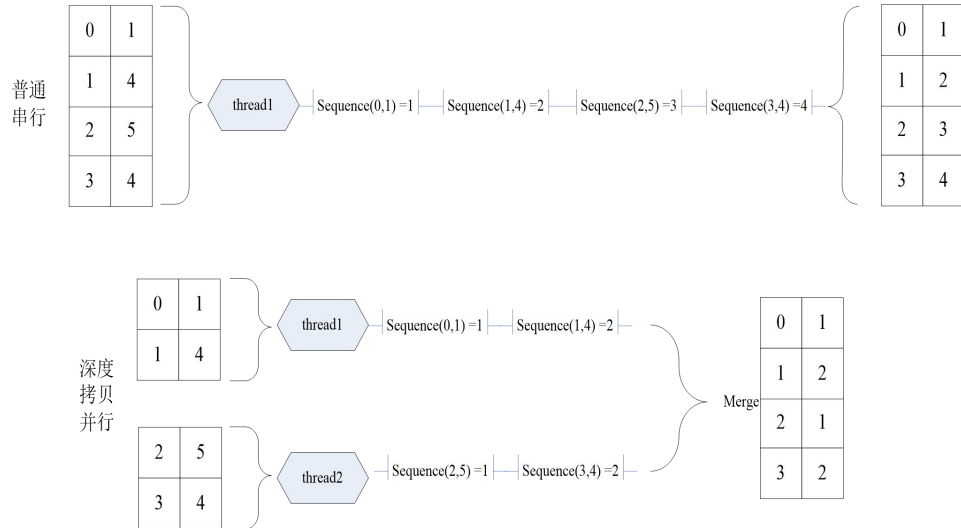 普通
串行
0 1
1 4
2 5
3 4
thread1
Sequence(0,1) =1
Sequence(1,4) =2
Sequence(2,5) =3
Sequence(3,4) =4
0 1
1 2
2 3
3 4
深度
拷贝
并行
0 1
1 4
thread1
Sequence(0,1) =1
Sequence(1,4) =2
2 5
3 4
thread2
Sequence(2,5) =1
Sequence(3,4) =2
Merge
0 1
1 2
2 1
3 2